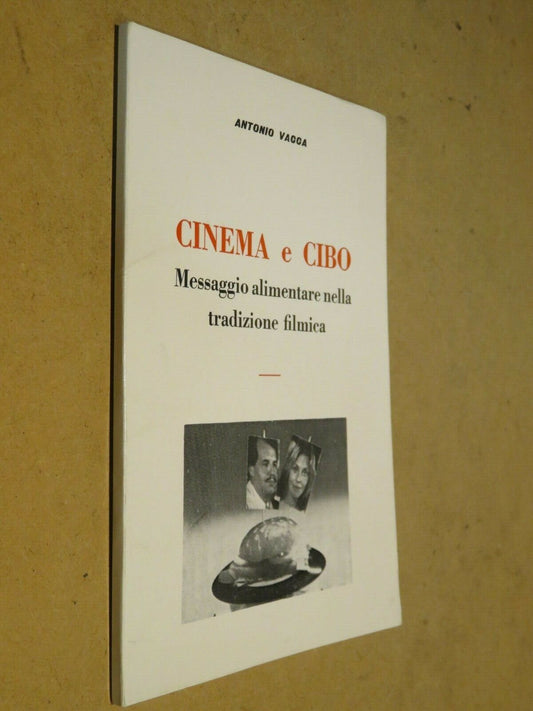 ANTONIO VACCA
CINEMA e CIBO
Messaggio alimentare nella
tradizione filmica